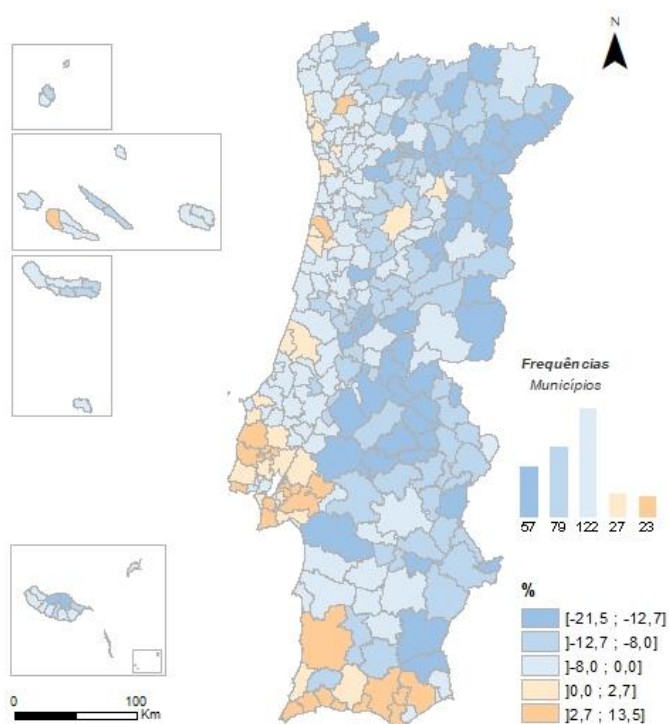 N
Frequências
Municípios
57 79 122 27 23
%
[-21,5 ; -12,7]
]-12,7 ; -8,0]
]-8,0 ; 0,0]
]0,0 ; 2,7]
]2,7 ; 13,5]
0 100
Km